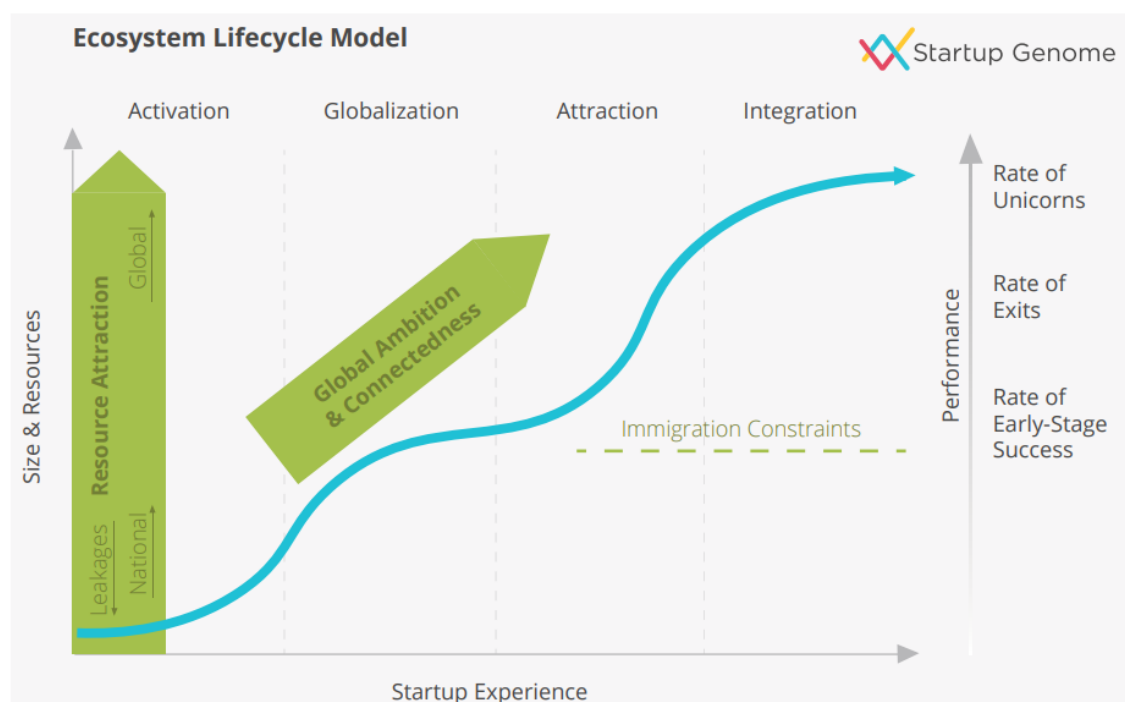 Ecosystem Lifecycle Model
Startup Genome
Activation
Globalization
Attraction
Integration
Size & Resources
Resource Attraction
Global
Leakages
National
Global Ambition
& Connectedness
Immigration Constraints
Performance
Rate of
Unicorns
Rate of
Exits
Rate of
Early-Stage
Success
Startup Experience